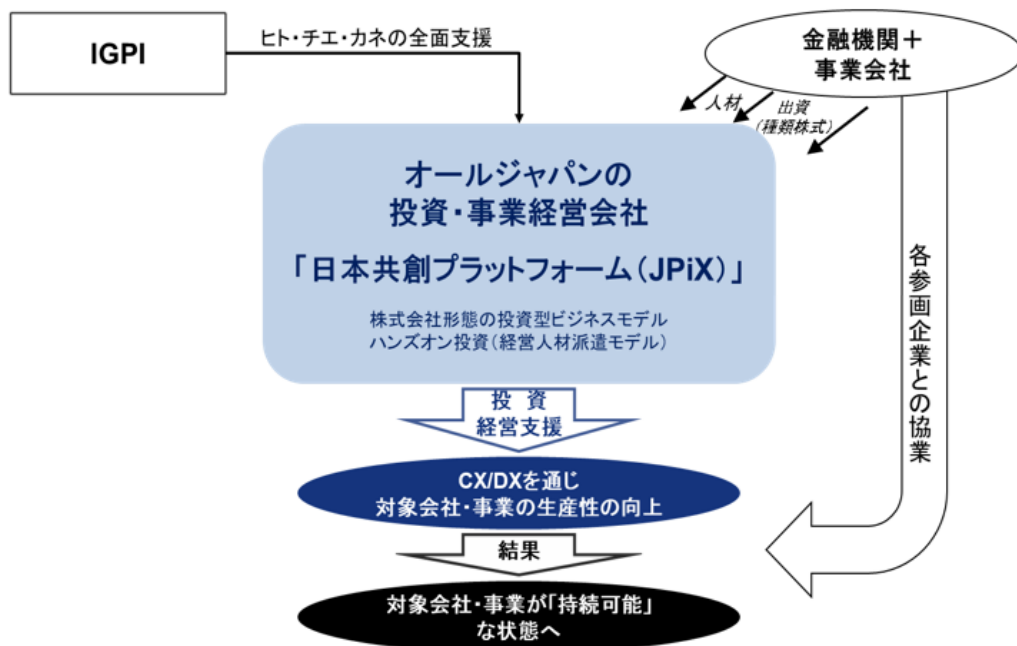 IGPI
ヒト・チエ・カネの全面支援
金融機関＋
事業会社
人材
出資
（種類株式）
オールジャパンの
投資・事業経営会社
「日本共創プラットフォーム（JPiX）」
株式会社形態の投資型ビジネスモデル
ハンズオン投資（経営人材派遣モデル）
各参画企業との協業
投 資
経営支援
CX/DXを通じ
対象会社・事業の生産性の向上
結果
対象会社・事業が「持続可能」
な状態へ